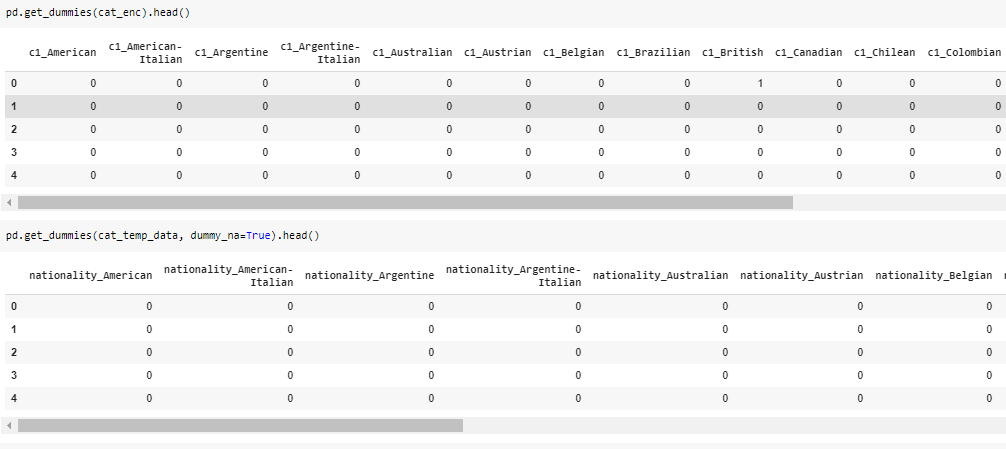 pd.get_dummies(cat_enc).head()
c1_American c1_American-Italian c1_Argentine c1_Argentine-Italian c1_Australian c1_Austrian c1_Belgian c1_Brazilian c1_British c1_Canadian c1_Chilean c1_Colombian
0 0 0 0 0 0 0 0 0 1 0 0 0
1 0 0 0 0 0 0 0 0 0 0 0 0
2 0 0 0 0 0 0 0 0 0 0 0 0
3 0 0 0 0 0 0 0 0 0 0 0 0
4 0 0 0 0 0 0 0 0 0 0 0 0
pd.get_dummies(cat_temp_data, dummy_na=True).head()
nationality_American nationality_American-Italian nationality_Argentine nationality_Argentine-Italian nationality_Australian nationality_Austrian nationality_Belgian
0 0 0 0 0 0 0 0
1 0 0 0 0 0 0 0
2 0 0 0 0 0 0 0
3 0 0 0 0 0 0 0
4 0 0 0 0 0 0 0